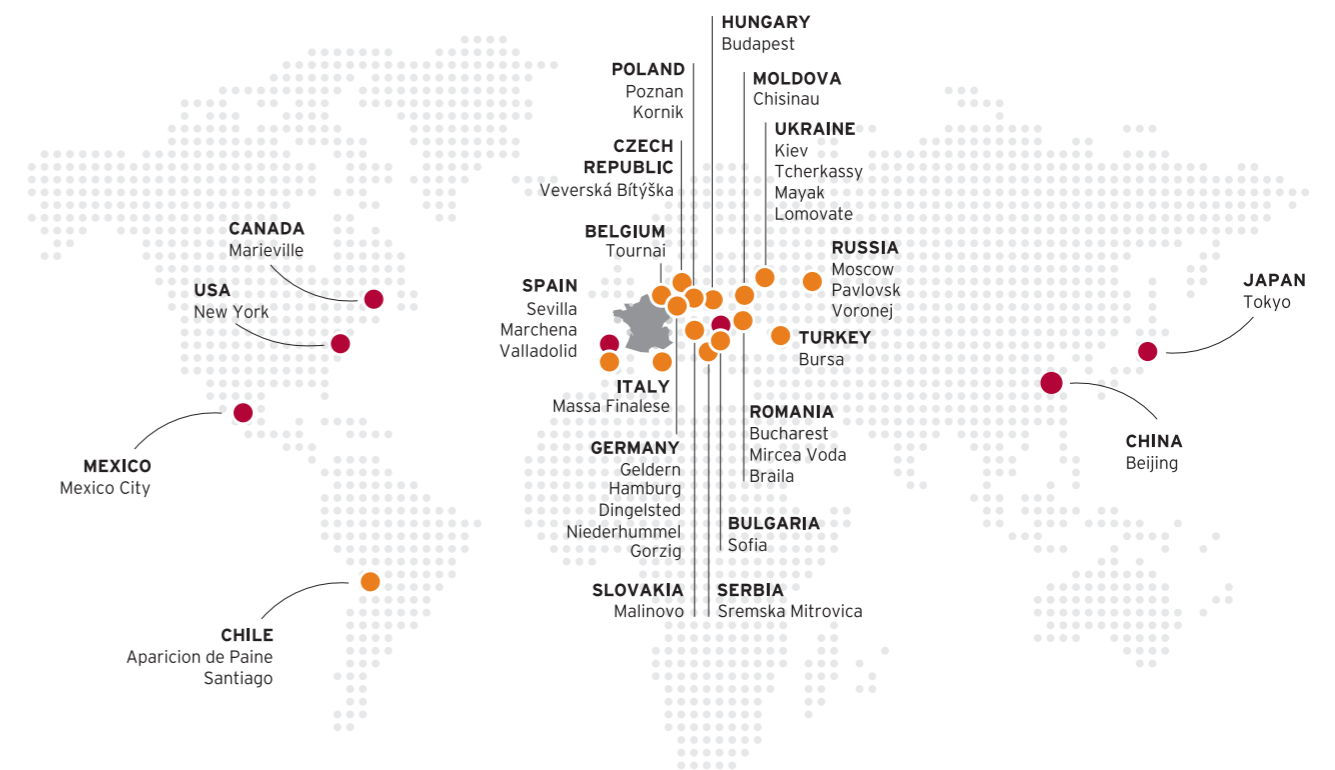 HUNGARY
Budapest
POLAND
Poznan
Kornik
MOLDOVA
Chisinau
UKRAINE
Kiev
Tcherkassy
Mayak
Lomovate
CZECH
REPUBLIC
Veverská Bítýška
BELGIUM
Tournai
RUSSIA
Moscow
Pavlovsk
Voronej
CANADA
Marieville
USA
New York
SPAIN
Sevilla
Marchena
Valladolid
JAPAN
Tokyo
TURKEY
Bursa
ITALY
Massa Finalese
ROMANIA
Bucharest
Mircea Voda
Braila
GERMANY
Geldern
Hamburg
Dingelsted
Niederhummel
Gorzig
CHINA
Beijing
MEXICO
Mexico City
BULGARIA
Sofia
SLOVAKIA
Malinovo
SERBIA
Sremska Mitrovica
CHILE
Aparicion de Paine
Santiago